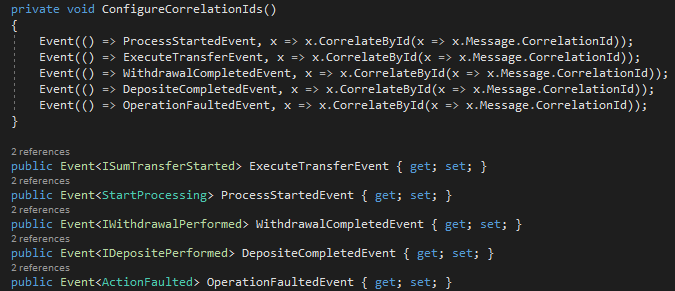 private void ConfigureCorrelationIds()
{
Event(() => ProcessStartedEvent, x => x.CorrelateById(x => x.Message.CorrelationId));
Event(() => ExecuteTransferEvent, x => x.CorrelateById(x => x.Message.CorrelationId));
Event(() => WithdrawalCompletedEvent, x => x.CorrelateById(x => x.Message.CorrelationId));
Event(() => DepositeCompletedEvent, x => x.CorrelateById(x => x.Message.CorrelationId));
Event(() => OperationFaultedEvent, x => x.CorrelateById(x => x.Message.CorrelationId));
}
2 references
public Event<ISumTransferStarted> ExecuteTransferEvent { get; set; }
2 references
public Event<StartProcessing> ProcessStartedEvent { get; set; }
2 references
public Event<IWithdrawalPerformed> WithdrawalCompletedEvent { get; set; }
2 references
public Event<IDepositePerformed> DepositeCompletedEvent { get; set; }
2 references
public Event<ActionFaulted> OperationFaultedEvent { get; set; }